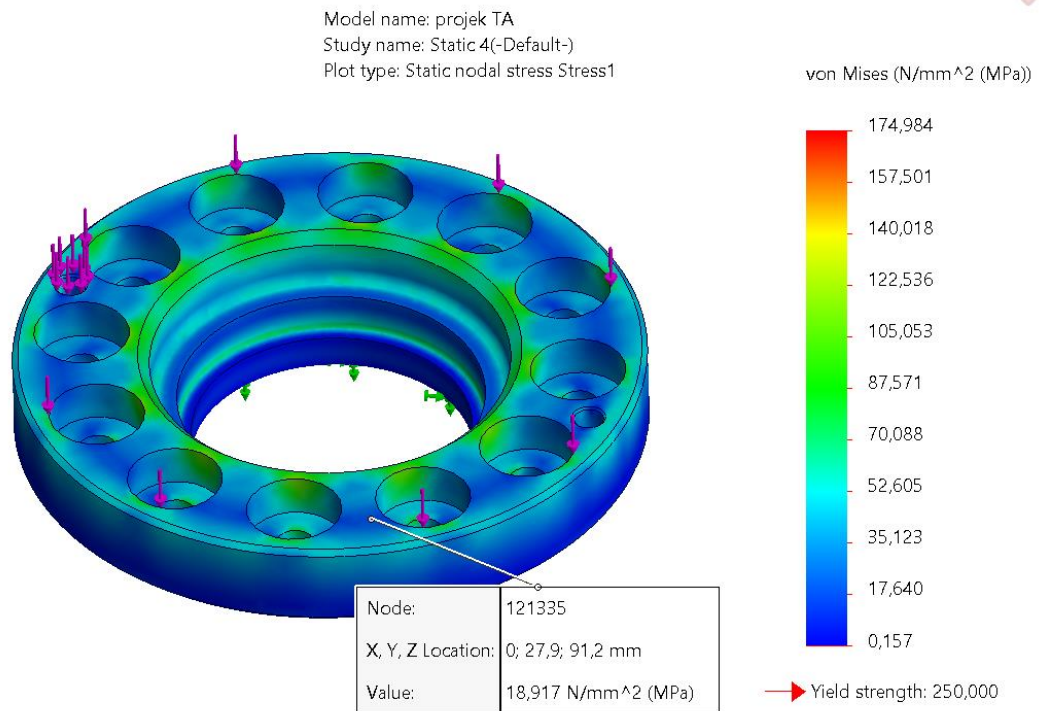 Model name: projek TA
Study name: Static 4(-Default-)
Plot type: Static nodal stress Stress1
von Mises (N/mm^2 (MPa))
174,984
157,501
140,018
122,536
105,053
87,571
70,088
52,605
35,123
17,640
0,157
Yield strength: 250,000
Node: 121335
X, Y, Z Location: 0; 27,9; 91,2 mm
Value: 18,917 N/mm^2 (MPa)